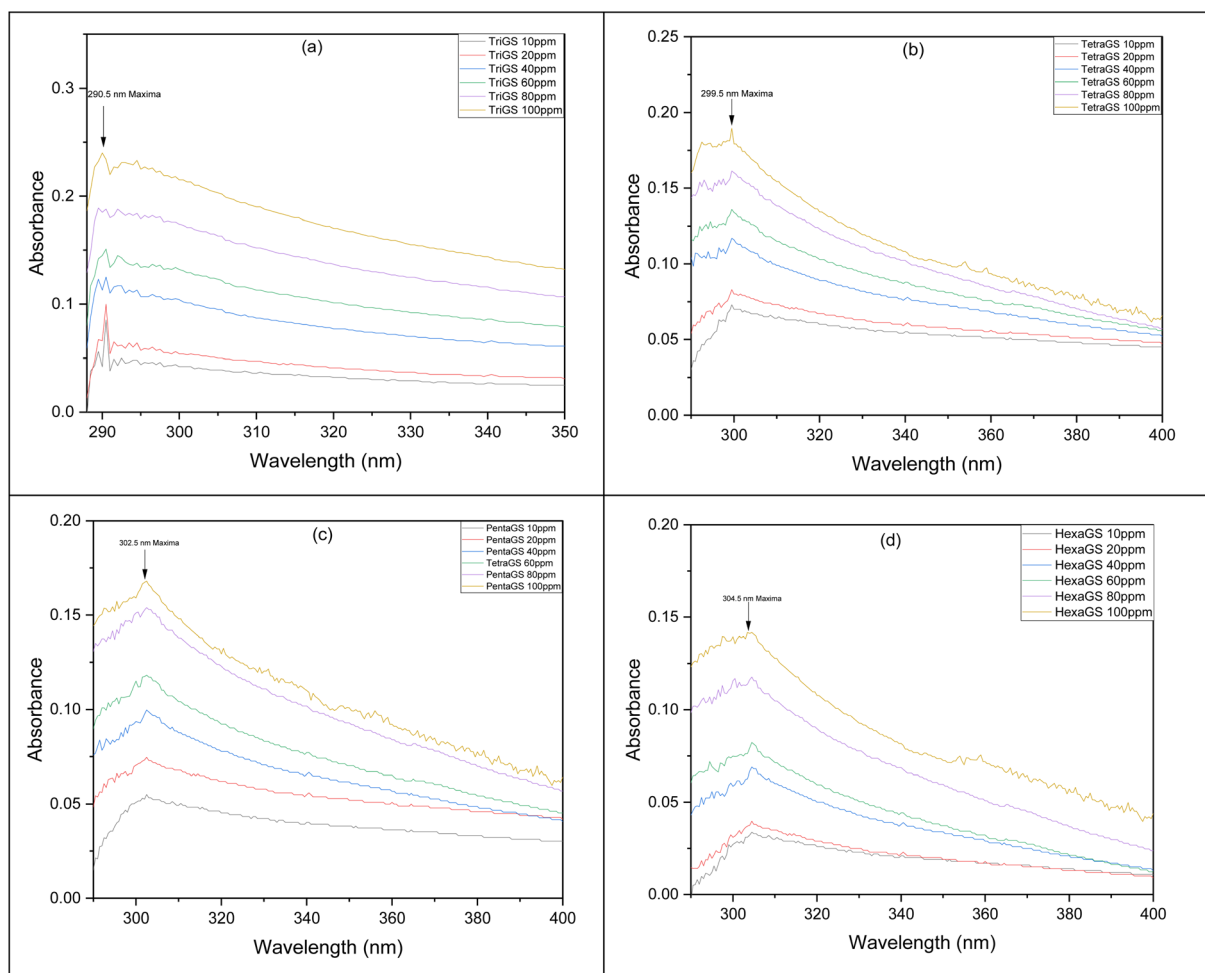 (a)
TriGS 10ppm
TriGS 20ppm
TriGS 40ppm
TriGS 60ppm
TriGS 80ppm
TriGS 100ppm
290.5 nm Maxima
0.3
0.2
0.1
0.0
Absorbance
290
300
310
320
330
340
350
Wavelength (nm)
(b)
TetraGS 10ppm
TetraGS 20ppm
TetraGS 40ppm
TetraGS 60ppm
TetraGS 80ppm
TetraGS 100ppm
299.5 nm Maxima
0.25
0.20
0.15
0.10
0.05
0.00
Absorbance
300
320
340
360
380
400
Wavelength (nm)
(c)
PentaGS 10ppm
PentaGS 20ppm
PentaGS 40ppm
TetraGS 60ppm
PentaGS 80ppm
PentaGS 100ppm
302.5 nm Maxima
0.20
0.15
0.10
0.05
0.00
Absorbance
300
320
340
360
380
400
Wavelength (nm)
(d)
HexaGS 10ppm
HexaGS 20ppm
HexaGS 40ppm
HexaGS 60ppm
HexaGS 80ppm
HexaGS 100ppm
304.5 nm Maxima
0.20
0.15
0.10
0.05
0.00
Absorbance
300
320
340
360
380
400
Wavelength (nm)